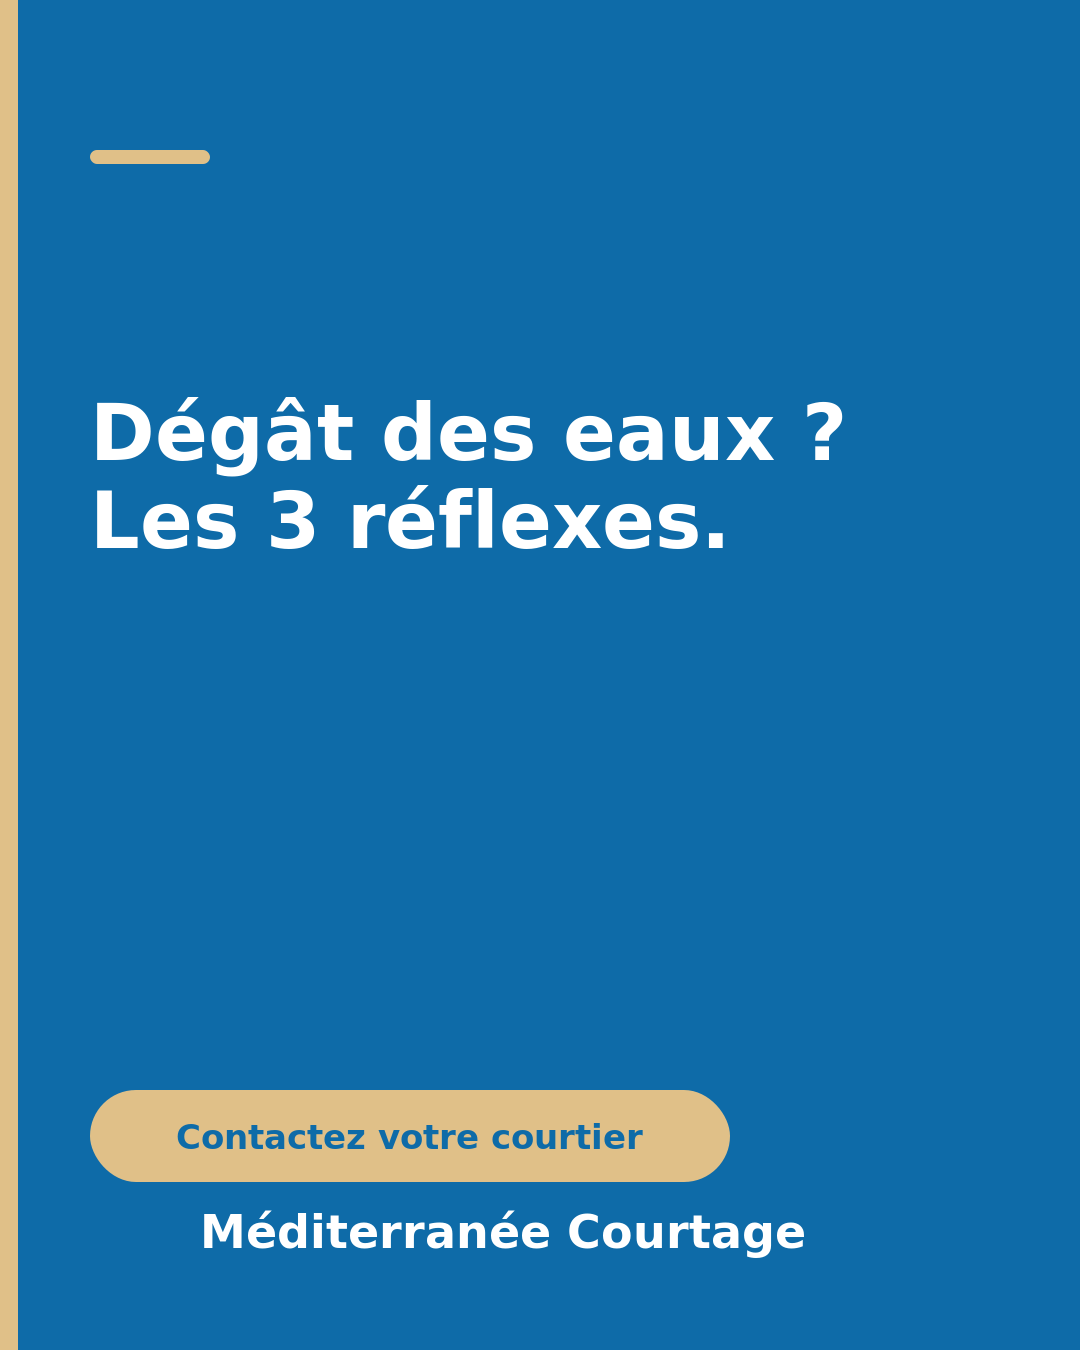 Dégât des eaux ?
Les 3 réflexes.
Contactez votre courtier
Méditerranée Courtage